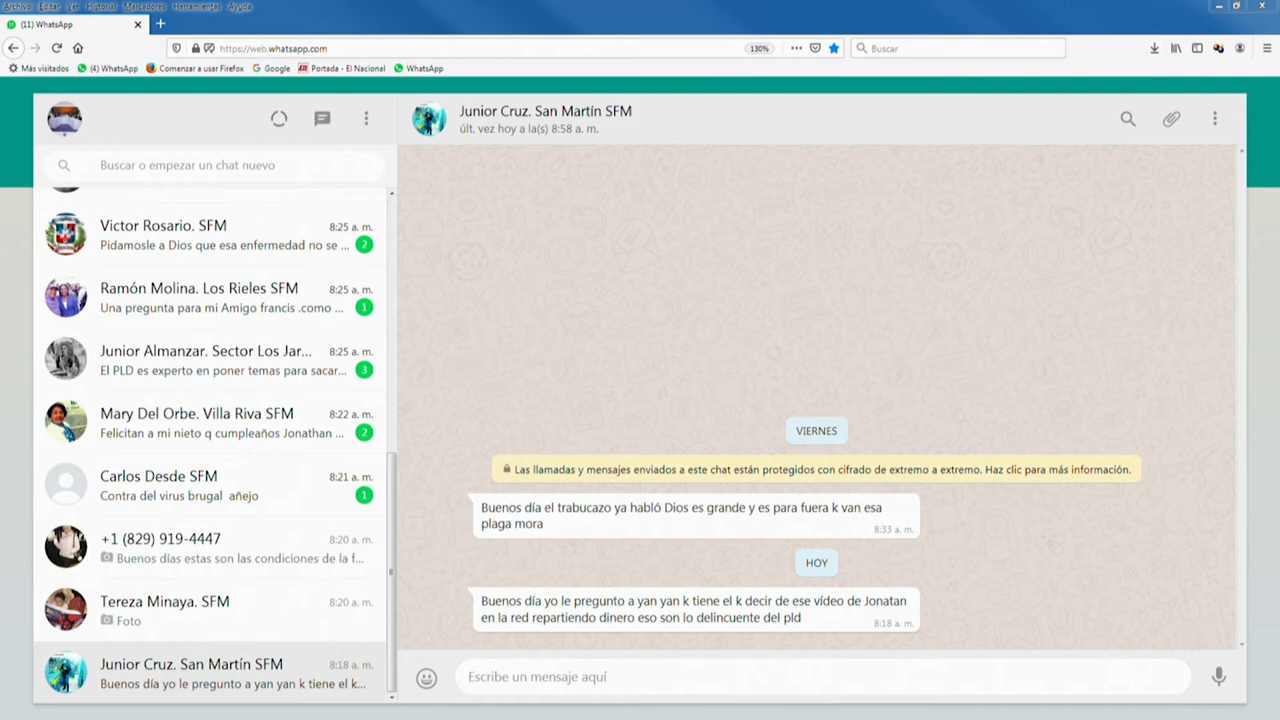 Archivo Editar Ver Historial Marcadores Herramientas Ayuda
(11) WhatsApp
https://web.whatsapp.com
130%
Buscar
Más visitados
(4) WhatsApp
Comenzar a usar Firefox
Google
Portada - El Nacional
WhatsApp
Junior Cruz. San Martín SFM
últ. vez hoy a la(s) 8:58 a. m.
Buscar o empezar un chat nuevo
Victor Rosario. SFM
8:25 a. m.
Pidamosle a Dios que esa enfermedad no se ...
2
Ramón Molina. Los Rieles SFM
8:25 a. m.
Una pregunta para mi Amigo francis .como ...
1
Junior Almanzar. Sector Los Jar...
8:25 a. m.
El PLD es experto en poner temas para sacar...
3
Mary Del Orbe. Villa Riva SFM
8:22 a. m.
Felicitan a mi nieto q cumpleaños Jonathan ...
2
Carlos Desde SFM
8:21 a. m.
Contra del virus brugal añejo
1
+1 (829) 919-4447
8:20 a. m.
Buenos días estas son las condiciones de la f...
Tereza Minaya. SFM
8:20 a. m.
Foto
Junior Cruz. San Martín SFM
8:18 a. m.
Buenos día yo le pregunto a yan yan k tiene el k...
VIERNES
Las llamadas y mensajes enviados a este chat están protegidos con cifrado de extremo a extremo. Haz clic para más información.
Buenos día el trabucazo ya habló Dios es grande y es para fuera k van esa
plaga mora
8:33 a. m.
HOY
Buenos día yo le pregunto a yan yan k tiene el k decir de ese vídeo de Jonatan
en la red repartiendo dinero eso son lo delincuente del pld
8:18 a. m.
Escribe un mensaje aquí